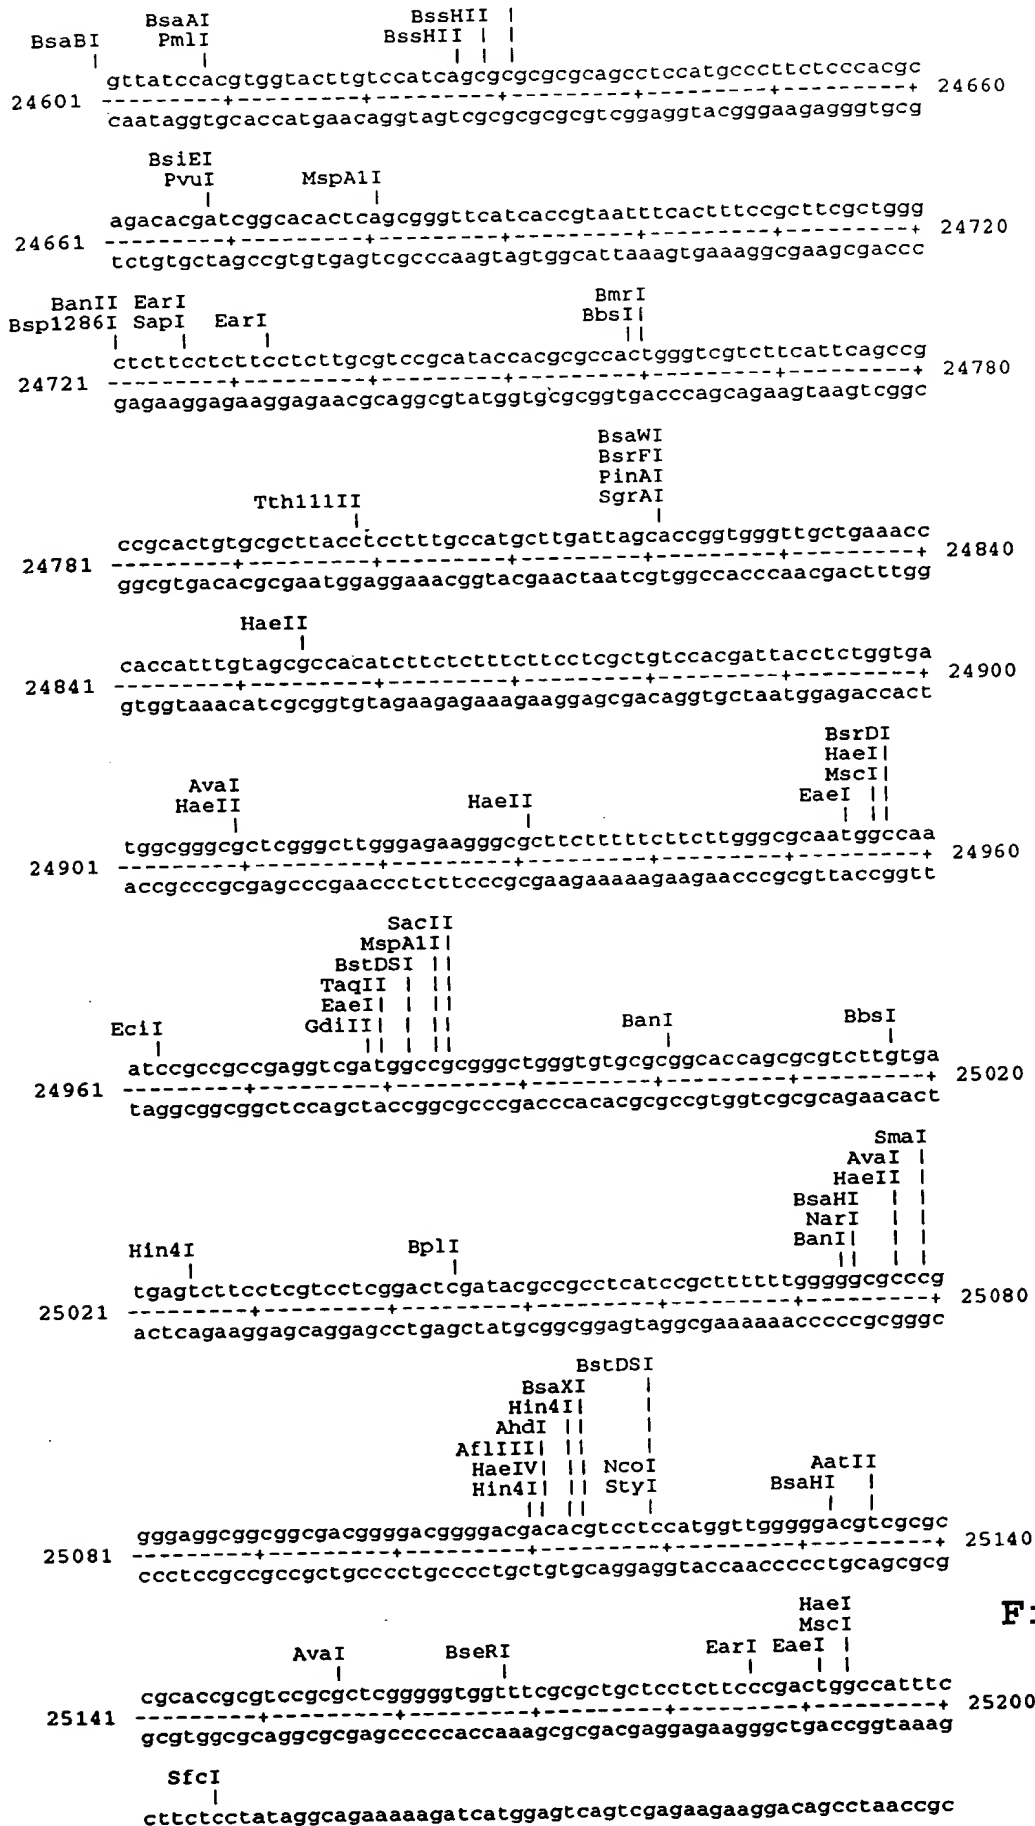 BsaAI BssHII |
BsaBI PmlI BssHII | |
| | | | |
gttatccacgtggtacttgtccatcagcgcgcgcgcagcctccatgcccttctcccacgc
24601 ---------+---------+---------+---------+---------+---------+ 24660
caataggtgcaccatgaacaggtagtcgcgcgcgcgtcggaggtacgggaagagggtgcg
BsiEI
PvuI MspA1I
| |
agacacgatcggcacactcagcgggttcatcaccgtaatttcactttccgcttcgctggg
24661 ---------+---------+---------+---------+---------+---------+ 24720
tctgtgctagccgtgtgagtcgcccaagtagtggcattaaagtgaaaggcgaagcgaccc
BanII EarI BmrI
Bsp1286I SapI EarI BbsI|
| | | ||
ctcttcctcttcctcttgcgtccgcataccacgcgccactgggtcgtcttcattcagccg
24721 ---------+---------+---------+---------+---------+---------+ 24780
gagaaggagaaggagaacgcaggcgtatggtgcgcggtgacccagcagaagtaagtcggc
BsaWI
BsrFI
PinAI
Tth111II SgrAI
| |
ccgcactgtgcgcttacctcctttgccatgcttgattagcaccggtgggttgctgaaacc
24781 ---------+---------+---------+---------+---------+---------+ 24840
ggcgtgacacgcgaatggaggaaacggtacgaactaatcgtggccacccaacgactttgg
HaeII
|
caccatttgtagcgccacatcttctctttcttcctcgctgtccacgattacctctggtga
24841 ---------+---------+---------+---------+---------+---------+ 24900
gtggtaaacatcgcggtgtagaagagaaagaaggagcgacaggtgctaatggagaccact
BsrDI
HaeI|
AvaI MscI|
HaeII HaeII EaeI ||
| | | ||
tggcgggcgctcgggcttgggagaagggcgcttctttttcttcttgggcgcaatggccaa
24901 ---------+---------+---------+---------+---------+---------+ 24960
accgcccgcgagcccgaaccctcttcccgcgaagaaaaagaagaacccgcgttaccggtt
SacII
MspA1I|
BstDSI ||
TaqII | ||
EaeI| | ||
EciI GdiII| | || BanI BbsI
| || | || | |
atccgccgccgaggtcgatggccgcgggctgggtgtgcgcggcaccagcgcgtcttgtga
24961 ---------+---------+---------+---------+---------+---------+ 25020
taggcggcggctccagctaccggcgcccgacccacacgcgccgtggtcgcgcagaacact
SmaI
AvaI |
HaeII |
BsaHI | |
NarI | |
Hin4I BplI BanI| | |
| | || | |
tgagtcttcctcgtcctcggactcgatacgccgcctcatccgcttttttgggggcgcccg
25021 ---------+---------+---------+---------+---------+---------+ 25080
actcagaaggagcaggagcctgagctatgcggcggagtaggcgaaaaaacccccgcgggc
BstDSI
BsaXI |
Hin4I| |
AhdI || |
AflIII| || |
HaeIV| || NcoI AatII
Hin4I| || StyI BsaHI |
|| || | | |
gggaggcggcggcgacggggacggggacgacacgtcctccatggttgggggacgtcgcgc
25081 ---------+---------+---------+---------+---------+---------+ 25140
ccctccgccgccgctgcccctgcccctgctgtgcaggaggtaccaaccccctgcagcgcg
HaeI
MscI F
AvaI BseRI EarI EaeI |
| | | | |
cgcaccgcgtccgcgctcgggggtggtttcgcgctgctcctcttcccgactggccatttc
25141 ---------+---------+---------+---------+---------+---------+ 25200
gcgtggcgcaggcgcgagcccccaccaaagcgcgacgaggagaagggctgaccggtaaag
SfcI
|
cttctcctataggcagaaaaagatcatggagtcagtcgagaagaaggacagcctaaccgc